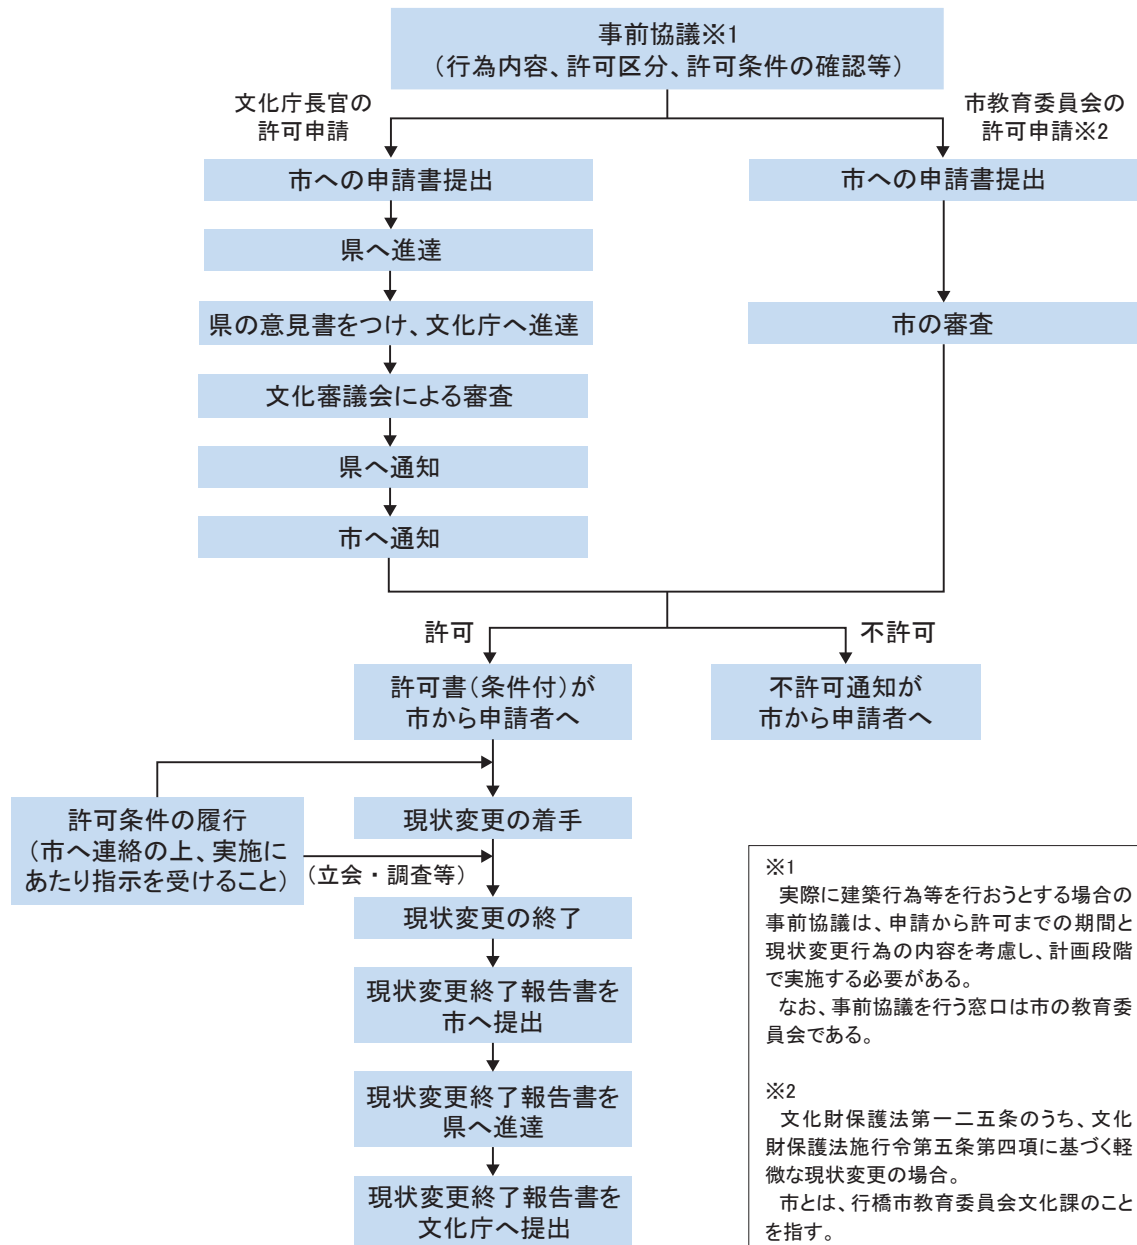 事前協議※1
（行為内容、許可区分、許可条件の確認等）
文化庁長官の
許可申請
市教育委員会の
許可申請※2
市への申請書提出
県へ進達
県の意見書をつけ、文化庁へ進達
文化審議会による審査
県へ通知
市へ通知
市への申請書提出
市の審査
許可
不許可
許可書（条件付）が
市から申請者へ
不許可通知が
市から申請者へ
許可条件の履行
（市へ連絡の上、実施に
あたり指示を受けること）
現状変更の着手
（立会・調査等）
現状変更の終了
現状変更終了報告書を
市へ提出
現状変更終了報告書を
県へ進達
現状変更終了報告書を
文化庁へ提出
※1
実際に建築行為等を行おうとする場合の
事前協議は、申請から許可までの期間と
現状変更行為の内容を考慮し、計画段階
で実施する必要がある。
なお、事前協議を行う窓口は市の教育委
員会である。
※2
文化財保護法第一二五条のうち、文化
財保護法施行令第五条第四項に基づく軽
微な現状変更の場合。
市とは、行橋市教育委員会文化課のこと
を指す。